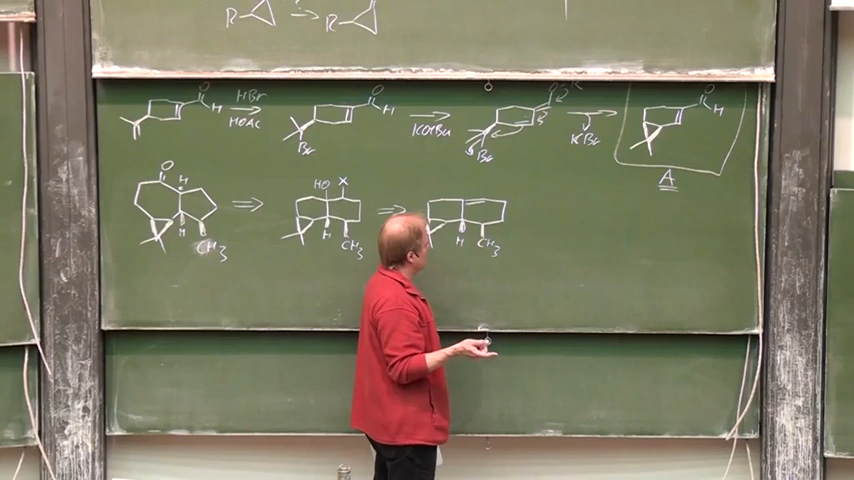 R R
O H HBr HOAc O H Br KOtBu O K Br KBr O H
A
O H H CH3 HO X H CH3 H CH3